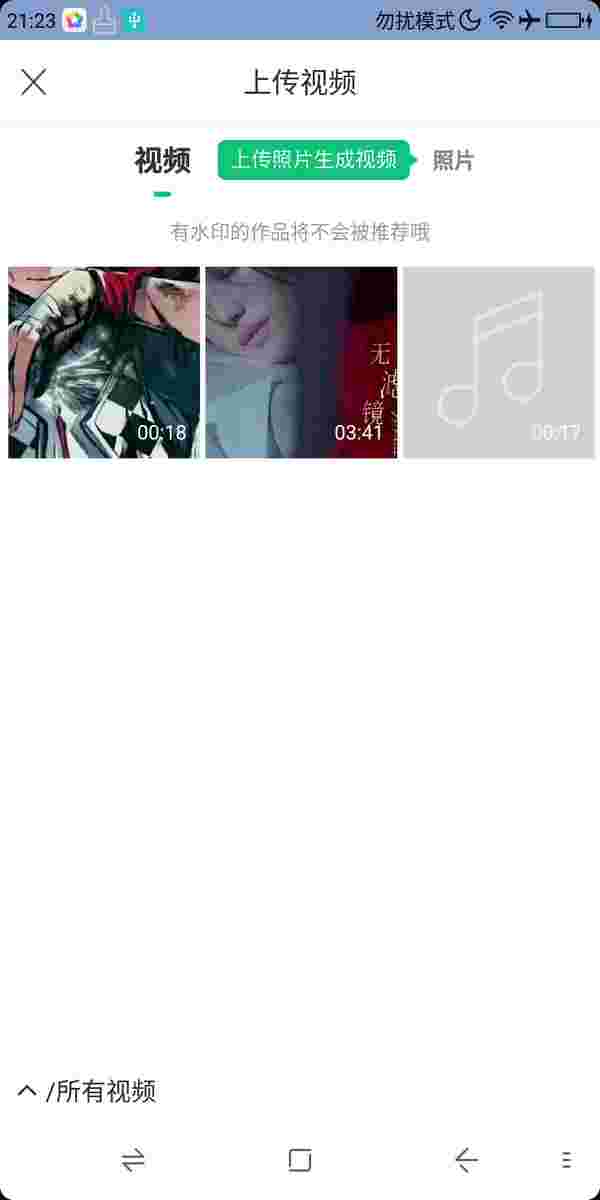 21:23 勿扰模式
上传视频
视频 上传照片生成视频 照片
有水印的作品将不会被推荐哦
无
滤
镜
00:18 03:41 00:17
/所有视频